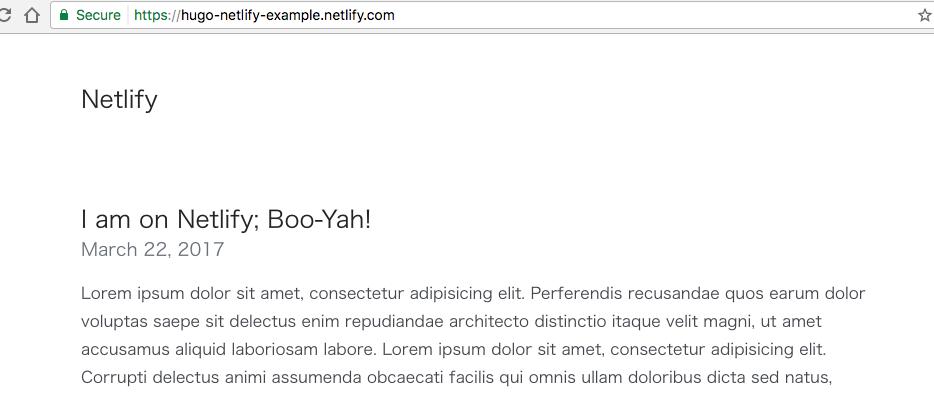 Secure https://hugo-netlify-example.netlify.com
Netlify
I am on Netlify; Boo-Yah!
March 22, 2017
Lorem ipsum dolor sit amet, consectetur adipisicing elit. Perferendis recusandae quos earum dolor
voluptas saepe sit delectus enim repudiandae architecto distinctio itaque velit magni, ut amet
accusamus aliquid laboriosam labore. Lorem ipsum dolor sit amet, consectetur adipisicing elit.
Corrupti delectus animi assumenda obcaecati facilis qui omnis ullam doloribus dicta sed natus,